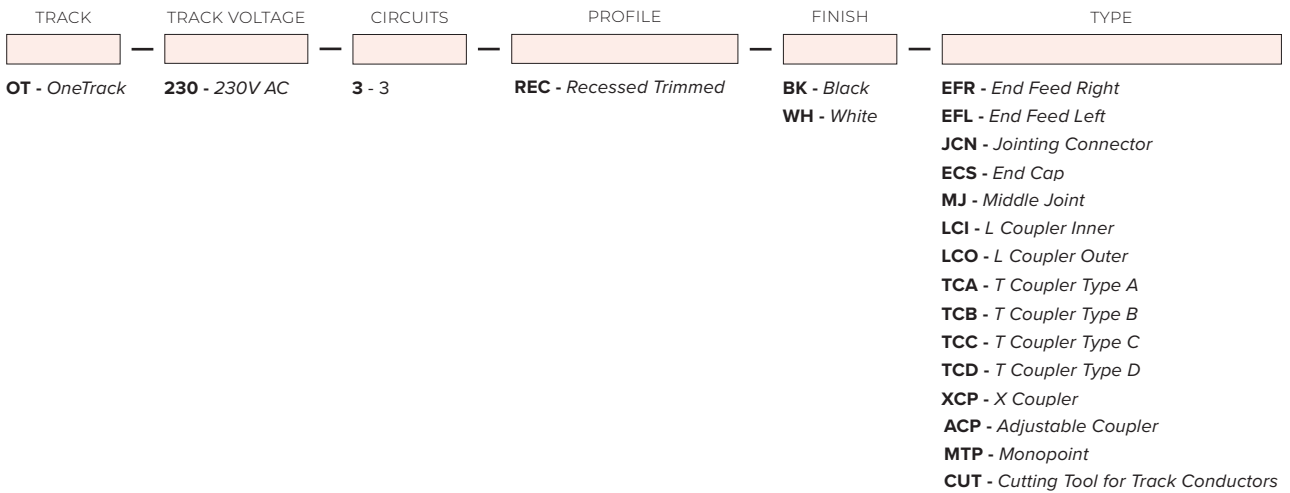 TRACK TRACK VOLTAGE CIRCUITS PROFILE FINISH TYPE
OT - OneTrack 230 - 230V AC 3 - 3 REC - Recessed Trimmed BK - Black EFR - End Feed Right
WH - White EFL - End Feed Left
JCN - Jointing Connector
ECS - End Cap
MJ - Middle Joint
LCI - L Coupler Inner
LCO - L Coupler Outer
TCA - T Coupler Type A
TCB - T Coupler Type B
TCC - T Coupler Type C
TCD - T Coupler Type D
XCP - X Coupler
ACP - Adjustable Coupler
MTP - Monopoint
CUT - Cutting Tool for Track Conductors